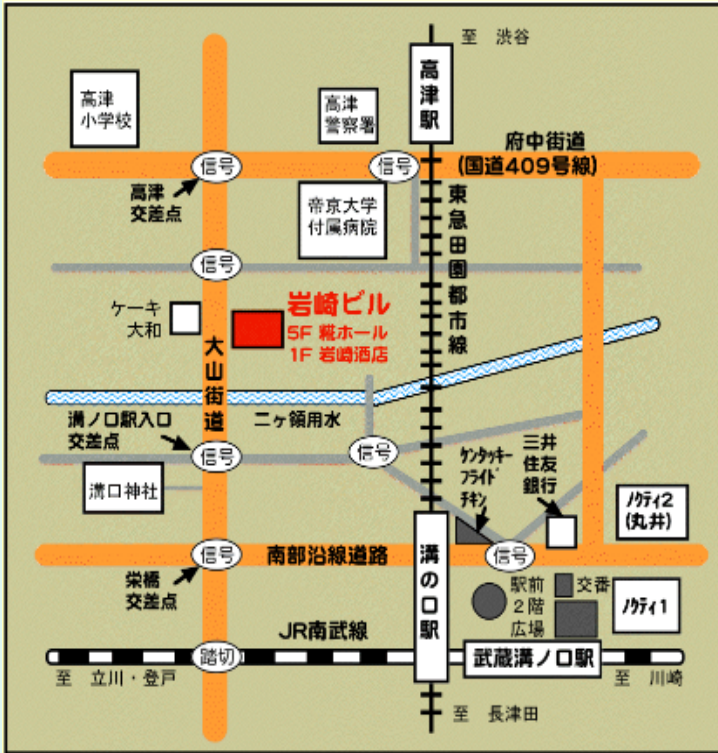 至 渋谷
高津駅
高津
小学校
高津
警察署
府中街道
(国道409号線)
信号
信号
高津
交差点
帝京大学
付属病院
東急田園都市線
信号
岩崎ビル
5F 糀ホール
1F 岩崎酒店
ケーキ
大和
大山街道
二ヶ領用水
溝ノ口駅入口
交差点
信号
信号
ケンタッキー
フライド
チキン
三井
住友
銀行
溝口神社
ノクティ2
(丸井)
信号
南部沿線道路
溝の口駅
信号
栄橋
交差点
駅前
2階
広場
交番
ノクティ1
JR南武線
踏切
武蔵溝ノ口駅
至 立川・登戸
至 川崎
至 長津田